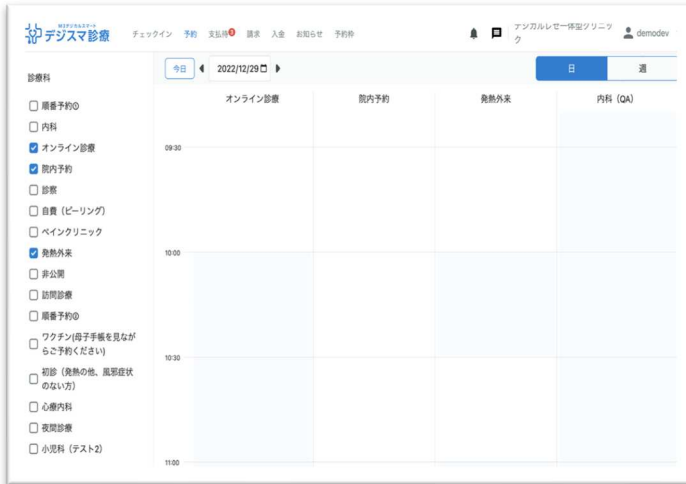 M3デジタルスマート
デジスマ診療
チェックイン 予約 支払待3 請求 入金 お知らせ 予約枠
デジカルレセ一体型クリニッ
ク
demodev
診療科
今日 2022/12/29
日 週
順番予約①
内科
オンライン診療
院内予約
診察
自費（ピーリング）
ペインクリニック
発熱外来
非公開
訪問診療
順番予約②
ワクチン(母子手帳を見なが
らご予約ください)
初診（発熱の他、風邪症状
のない方）
心療内科
夜間診療
小児科（テスト2）
オンライン診療 院内予約 発熱外来 内科（QA）
09:30
10:00
10:30
11:00